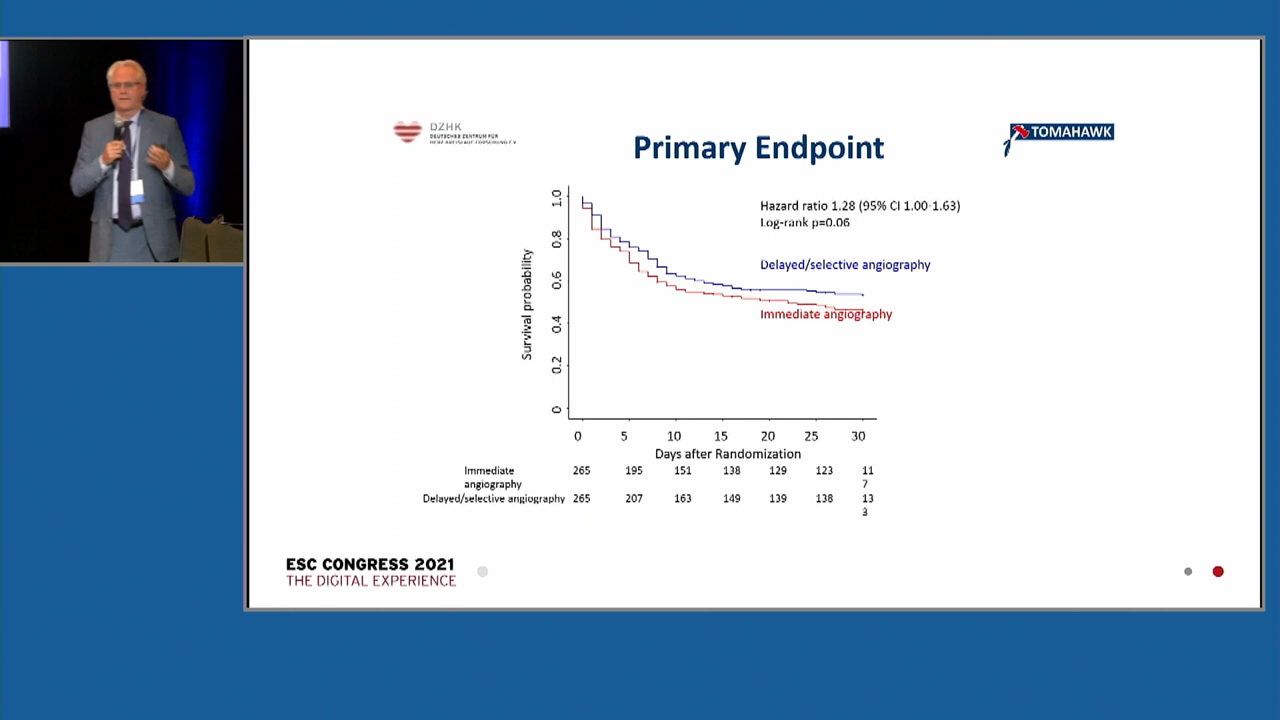 DZHK
DEUTSCHES ZENTRUM FÜR
HERZ-KREISLAUF-FORSCHUNG E.V.
Primary Endpoint
TOMAHAWK
Hazard ratio 1.28 (95% CI 1.00-1.63)
Log-rank p=0.06
Delayed/selective angiography
Immediate angiography
Survival probability
1.0
0.8
0.6
0.4
0.2
0
0 5 10 15 20 25 30
Days after Randomization
Immediate
angiography
265 195 151 138 129 123 11
7
Delayed/selective angiography 265 207 163 149 139 138 13
3
ESC CONGRESS 2021
THE DIGITAL EXPERIENCE